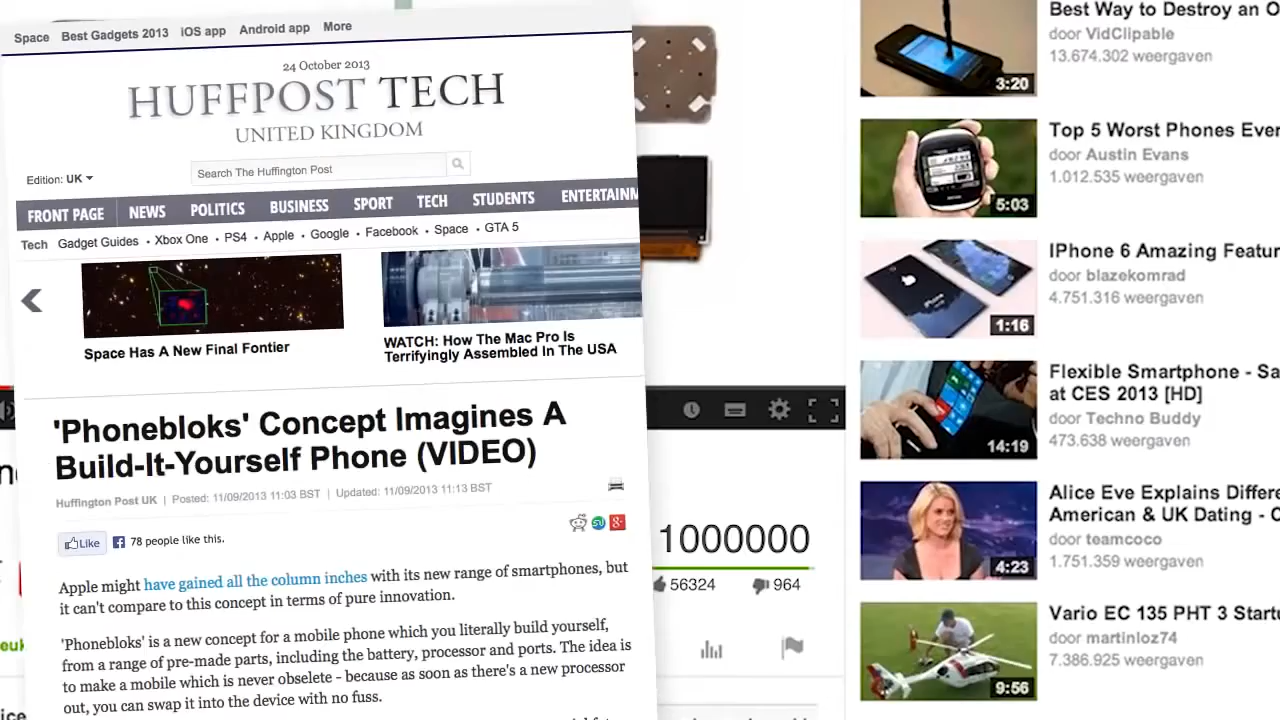 Space Best Gadgets 2013 iOS app Android app More
24 October 2013
HUFFPOST TECH
UNITED KINGDOM
Edition: UK
Search The Huffington Post
FRONT PAGE NEWS POLITICS BUSINESS SPORT TECH STUDENTS
Tech Gadget Guides • Xbox One • PS4 • Apple • Google • Facebook • Space • GTA 5
Space Has A New Final Fontier
WATCH: How The Mac Pro Is
Terrifyingly Assembled In The USA
'Phonebloks' Concept Imagines A
Build-It-Yourself Phone (VIDEO)
Huffington Post UK | Posted: 11/09/2013 11:03 BST | Updated: 11/09/2013 11:13 BST
Like 78 people like this.
Apple might have gained all the column inches with its new range of smartphones, but
it can't compare to this concept in terms of pure innovation.
'Phonebloks' is a new concept for a mobile phone which you literally build yourself,
from a range of pre-made parts, including the battery, processor and ports. The idea is
to make a mobile which is never obselete - because as soon as there's a new processor
out, you can swap it into the device with no fuss.
1000000
56324 964
Best Way to Destroy an
door VidClipable
13.674.302 weergaven
3:20
Top 5 Worst Phones Ever
door Austin Evans
1.012.535 weergaven
5:03
IPhone 6 Amazing
door blazekomrad
4.751.316 weergaven
1:16
Flexible Smartphone -
at CES 2013 [HD]
door Techno Buddy
473.638 weergaven
14:19
Alice Eve Explains
American & UK Dating -
door teamcoco
1.751.359 weergaven
4:23
Vario EC 135 PHT 3
door martinloz74
7.386.925 weergaven
9:56